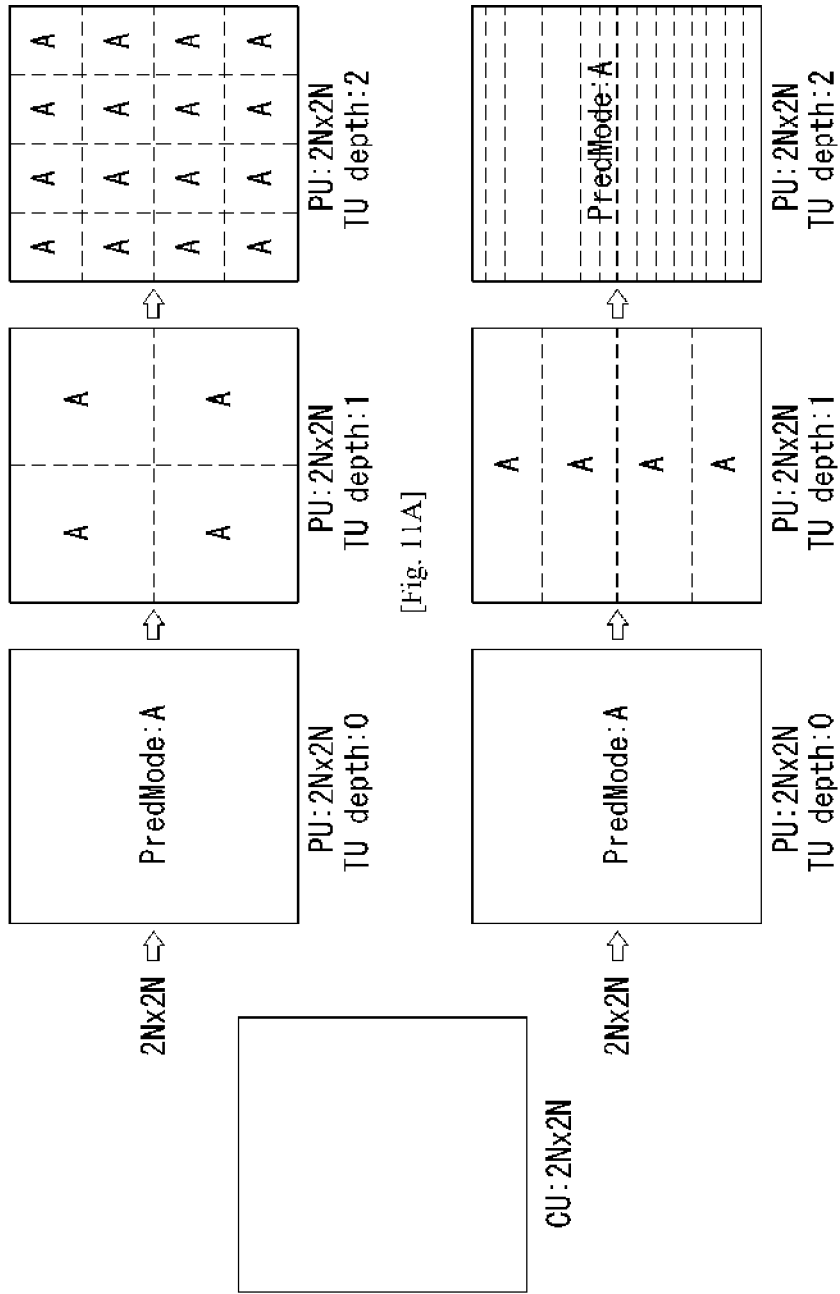 CU:2Nx2N
2Nx2N
PredMode:A
PU:2Nx2N
TU depth:0
A A
A A
PU:2Nx2N
TU depth:1
A A A A
A A A A
A A A A
A A A A
PU:2Nx2N
TU depth:2
[Fig. 11A]
2Nx2N
PredMode:A
PU:2Nx2N
TU depth:0
A
A
A
A
PU:2Nx2N
TU depth:1
PredMode:A
PU:2Nx2N
TU depth:2